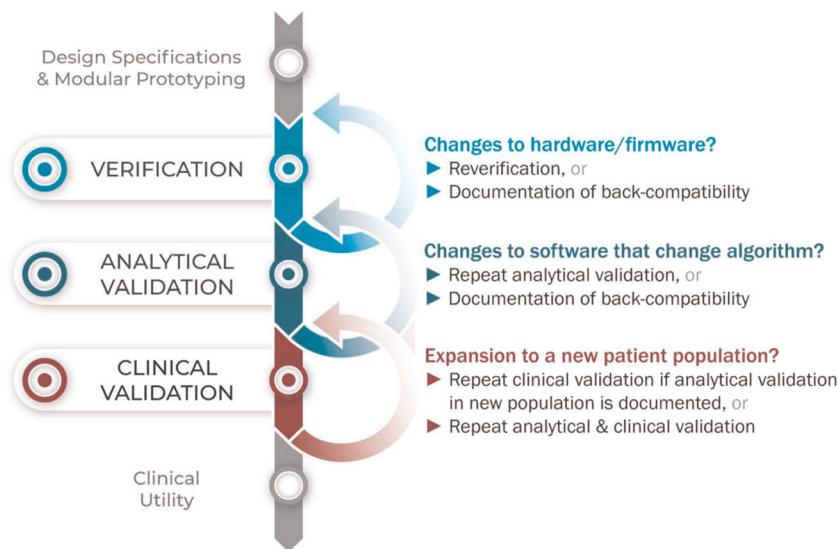 Design Specifications
& Modular Prototyping
VERIFICATION
Changes to hardware/firmware?
► Reverification, or
► Documentation of back-compatibility
ANALYTICAL
VALIDATION
Changes to software that change algorithm?
► Repeat analytical validation, or
► Documentation of back-compatibility
CLINICAL
VALIDATION
Expansion to a new patient population?
► Repeat clinical validation if analytical validation
in new population is documented, or
► Repeat analytical & clinical validation
Clinical
Utility